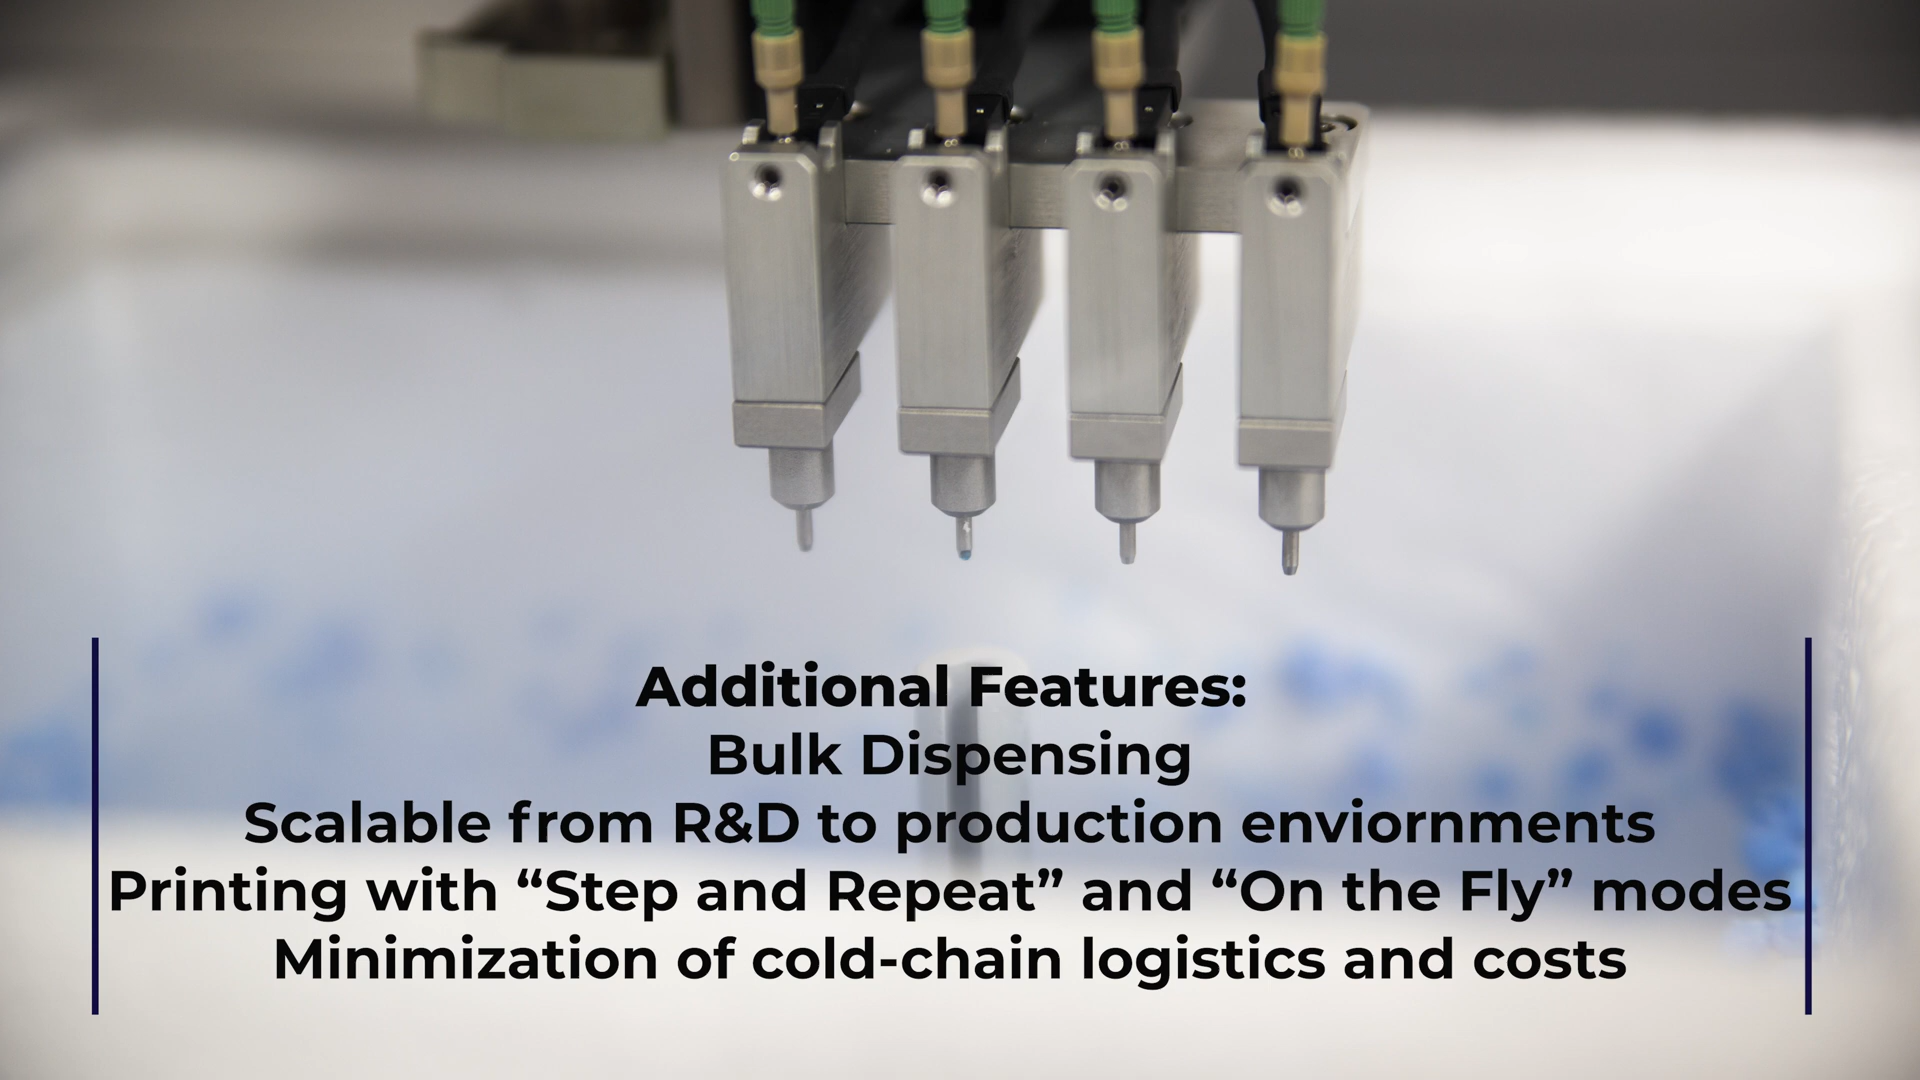 Additional Features:
Bulk Dispensing
Scalable from R&D to production enviornments
Printing with “Step and Repeat” and “On the Fly” modes
Minimization of cold-chain logistics and costs